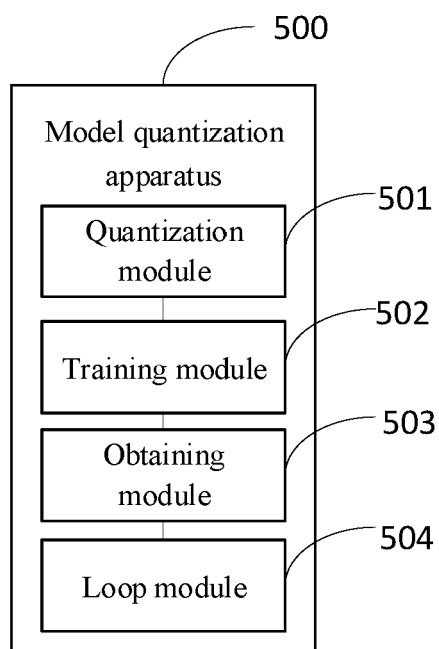 500
Model quantization
apparatus
501
Quantization
module
502
Training module
503
Obtaining
module
504
Loop module